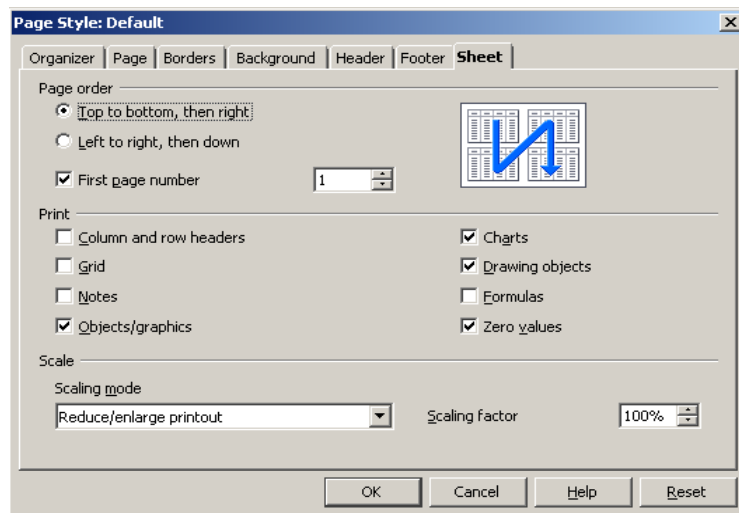 Page Style: Default
Organizer Page Borders Background Header Footer Sheet
Page order
Top to bottom, then right
Left to right, then down
First page number 1
Print
Column and row headers Charts
Grid Drawing objects
Notes Formulas
Objects/graphics Zero values
Scale
Scaling mode
Reduce/enlarge printout Scaling factor 100%
OK Cancel Help Reset